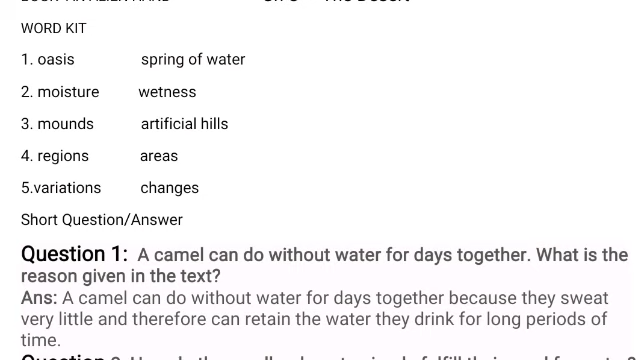 WORD KIT
1. oasis spring of water
2. moisture wetness
3. mounds artificial hills
4. regions areas
5.variations changes
Short Question/Answer
Question 1: A camel can do without water for days together. What is the
reason given in the text?
Ans: A camel can do without water for days together because they sweat
very little and therefore can retain the water they drink for long periods of
time.